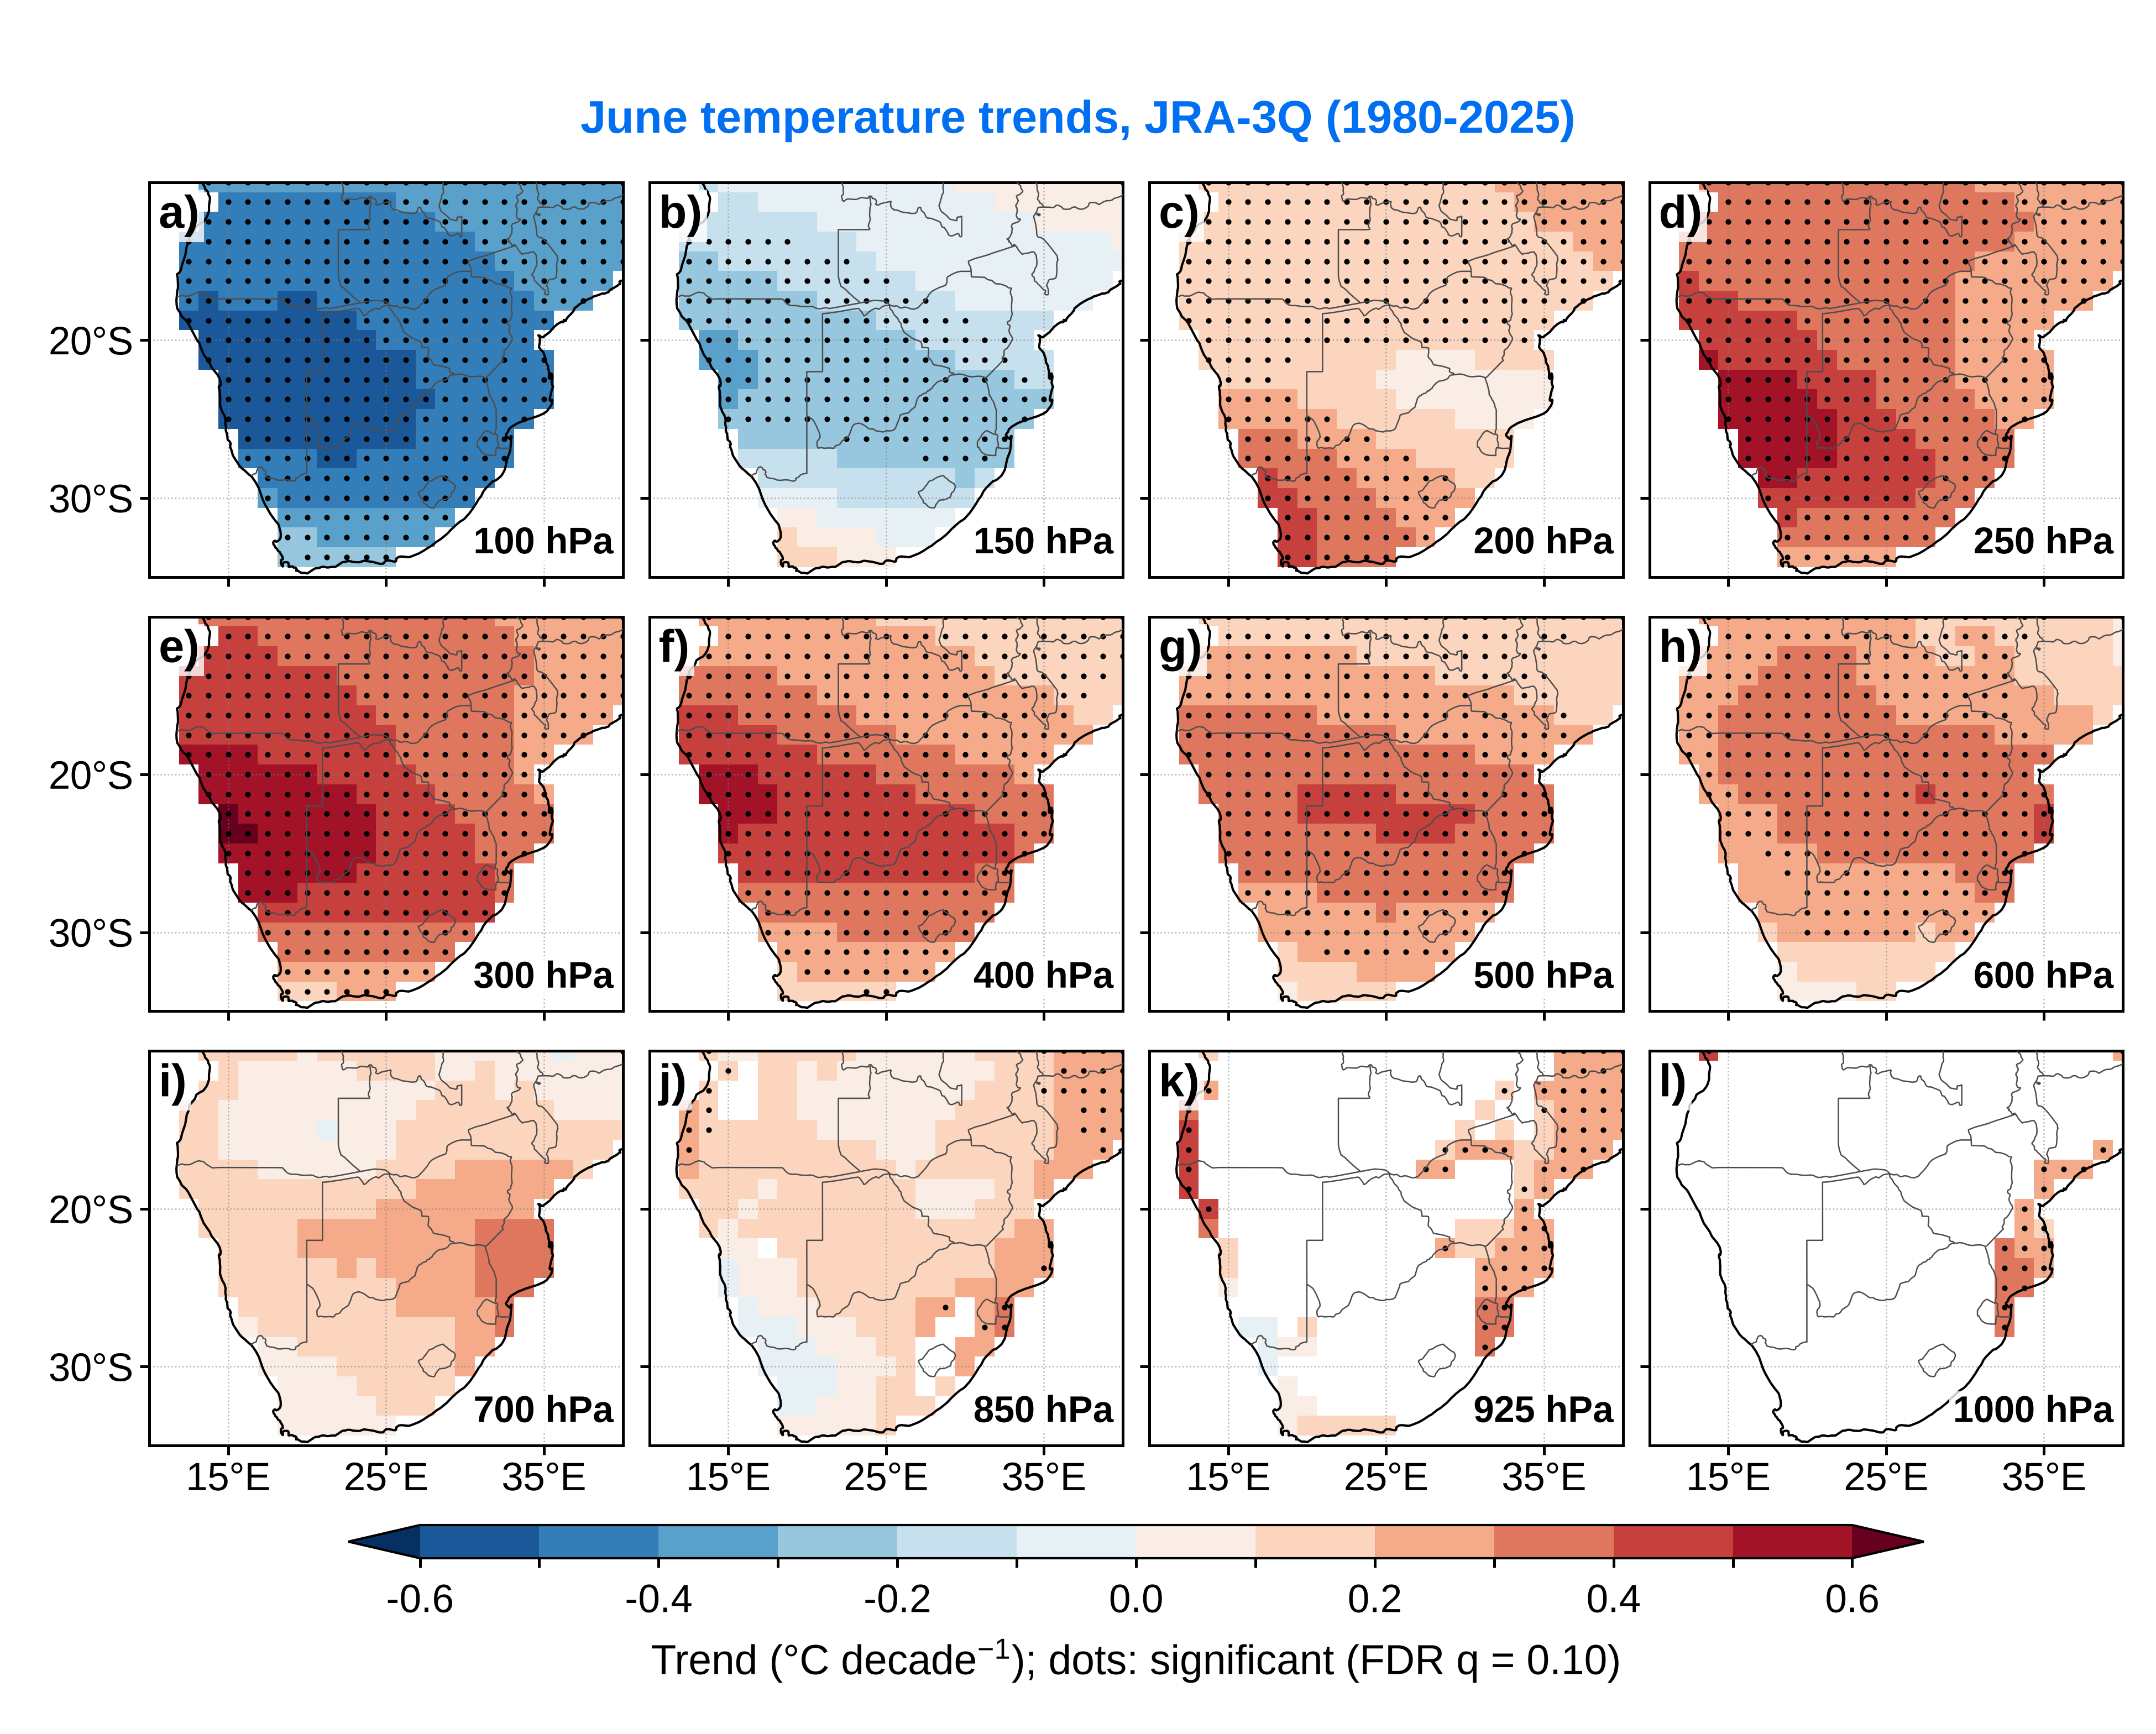 June temperature trends, JRA-3Q (1980-2025)
a) b) c) d)
20°S
30°S
100 hPa 150 hPa 200 hPa 250 hPa
e) f) g) h)
20°S
30°S
300 hPa 400 hPa 500 hPa 600 hPa
i) j) k) l)
20°S
30°S
700 hPa 850 hPa 925 hPa 1000 hPa
15°E 25°E 35°E 15°E 25°E 35°E 15°E 25°E 35°E 15°E 25°E 35°E
-0.6 -0.4 -0.2 0.0 0.2 0.4 0.6
Trend (°C decade⁻¹); dots: significant (FDR q = 0.10)